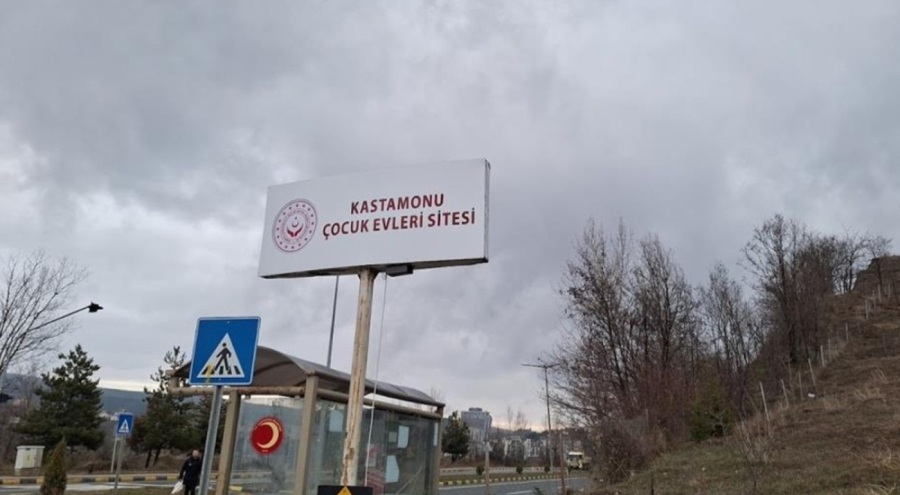 KASTAMONU
ÇOCUK EVLERİ SİTESİ